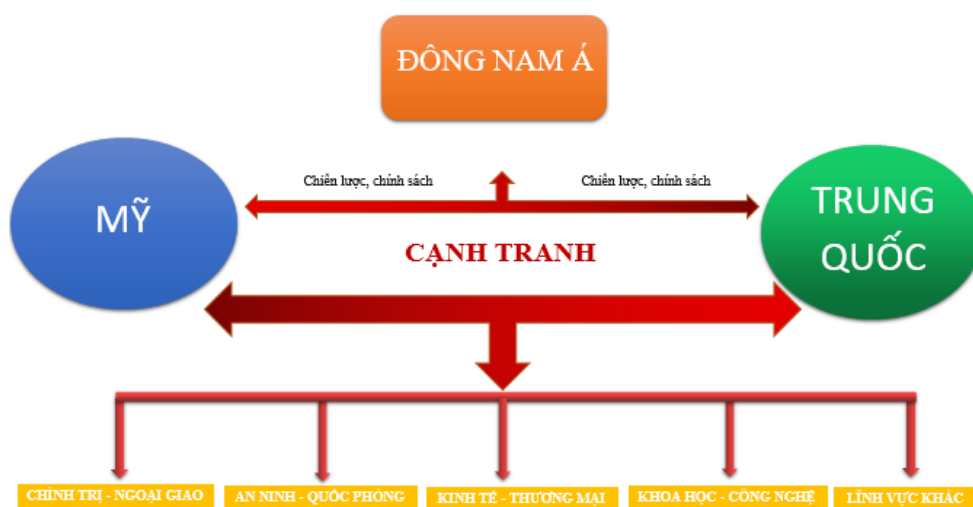 ĐÔNG NAM Á
Chiến lược, chính sách
Chiến lược, chính sách
MỸ
TRUNG
QUỐC
CẠNH TRANH
CHÍNH TRỊ - NGOẠI GIAO
AN NINH - QUỐC PHÒNG
KINH TẾ - THƯƠNG MẠI
KHOA HỌC - CÔNG NGHỆ
LĨNH VỰC KHÁC